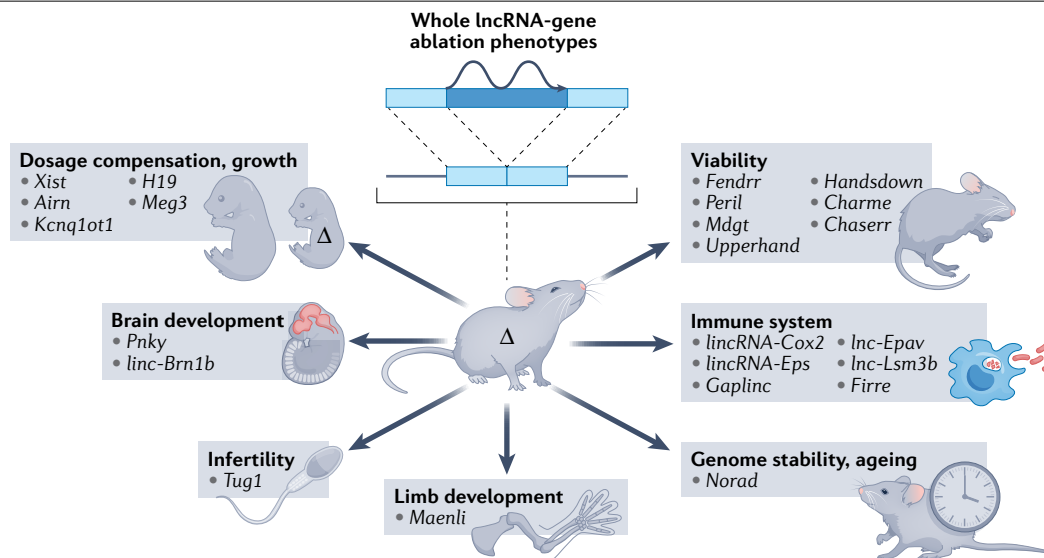 Whole lncRNA-gene
ablation phenotypes
Dosage compensation, growth
• Xist • H19
• Airn • Meg3
• Kcnq1ot1
Δ
Viability
• Fendrr • Handsdown
• Peril • Charme
• Mdgt • Chaserr
• Upperhand
Brain development
• Pnky
• linc-Brn1b
Δ
Immune system
• lincRNA-Cox2 • lnc-Epav
• lincRNA-Eps • lnc-Lsm3b
• Gaplinc • Firre
Infertility
• Tug1
Limb development
• Maenli
Genome stability, ageing
• Norad